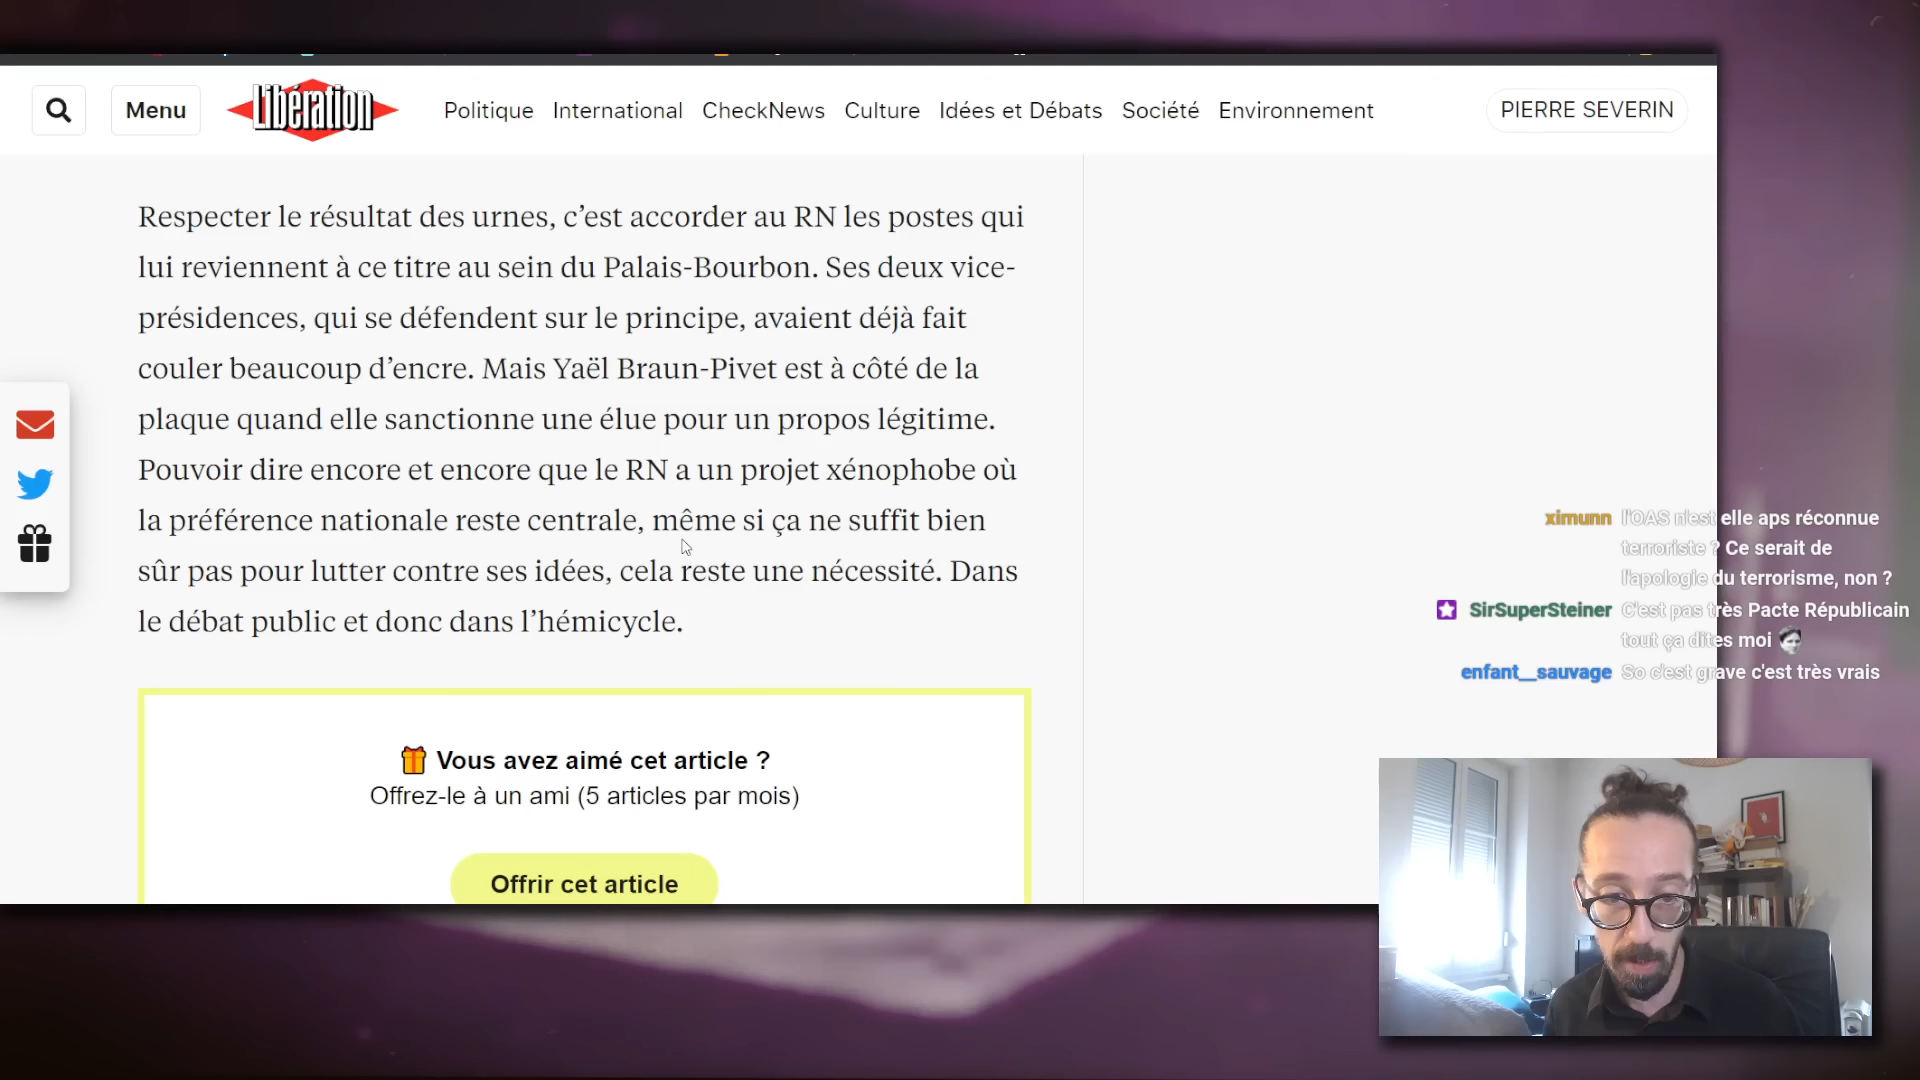 Menu
Libération
Politique International CheckNews Culture Idées et Débats Société Environnement
PIERRE SEVERIN
Respecter le résultat des urnes, c’est accorder au RN les postes qui
lui reviennent à ce titre au sein du Palais-Bourbon. Ses deux vice-
présidences, qui se défendent sur le principe, avaient déjà fait
couler beaucoup d’encre. Mais Yaël Braun-Pivet est à côté de la
plaque quand elle sanctionne une élue pour un propos légitime.
Pouvoir dire encore et encore que le RN a un projet xénophobe où
la préférence nationale reste centrale, même si ça ne suffit bien
sûr pas pour lutter contre ses idées, cela reste une nécessité. Dans
le débat public et donc dans l’hémicycle.
Vous avez aimé cet article ?
Offrez-le à un ami (5 articles par mois)
Offrir cet article
ximunn l'OAS n'est elle aps réconnue
terroriste ? Ce serait de
l'apologie du terrorisme, non ?
SirSuperSteiner C'est pas très Pacte Républicain
tout ça dites moi
enfant__sauvage So c'est grave c'est très vrais